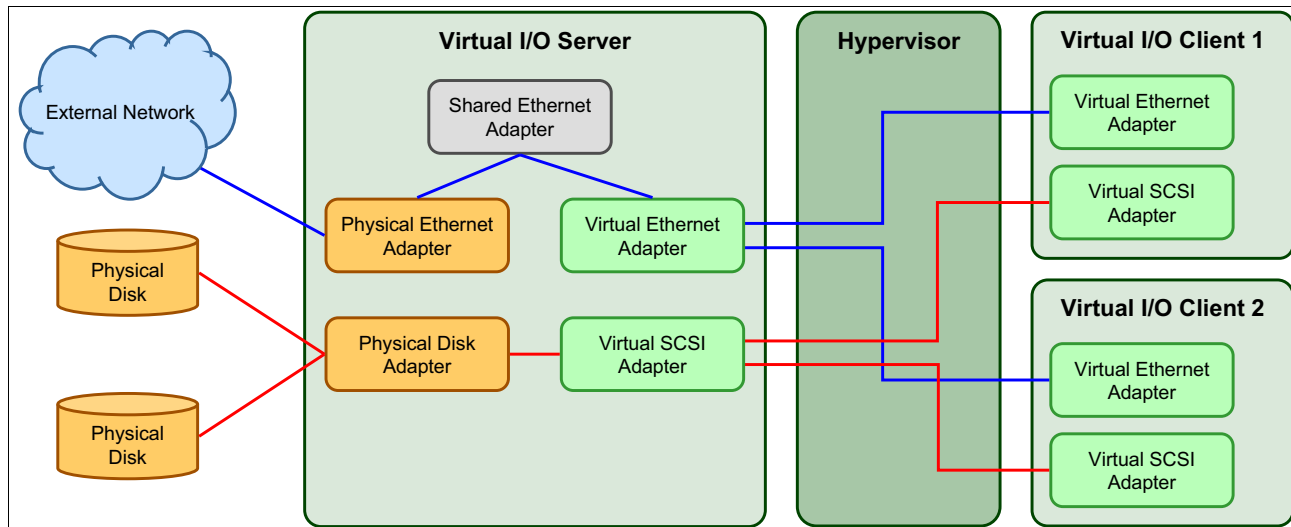 External Network
Physical
Disk
Physical
Disk
Virtual I/O Server
Shared Ethernet
Adapter
Physical Ethernet
Adapter
Virtual Ethernet
Adapter
Physical Disk
Adapter
Virtual SCSI
Adapter
Hypervisor
Virtual I/O Client 1
Virtual Ethernet
Adapter
Virtual SCSI
Adapter
Virtual I/O Client 2
Virtual Ethernet
Adapter
Virtual SCSI
Adapter